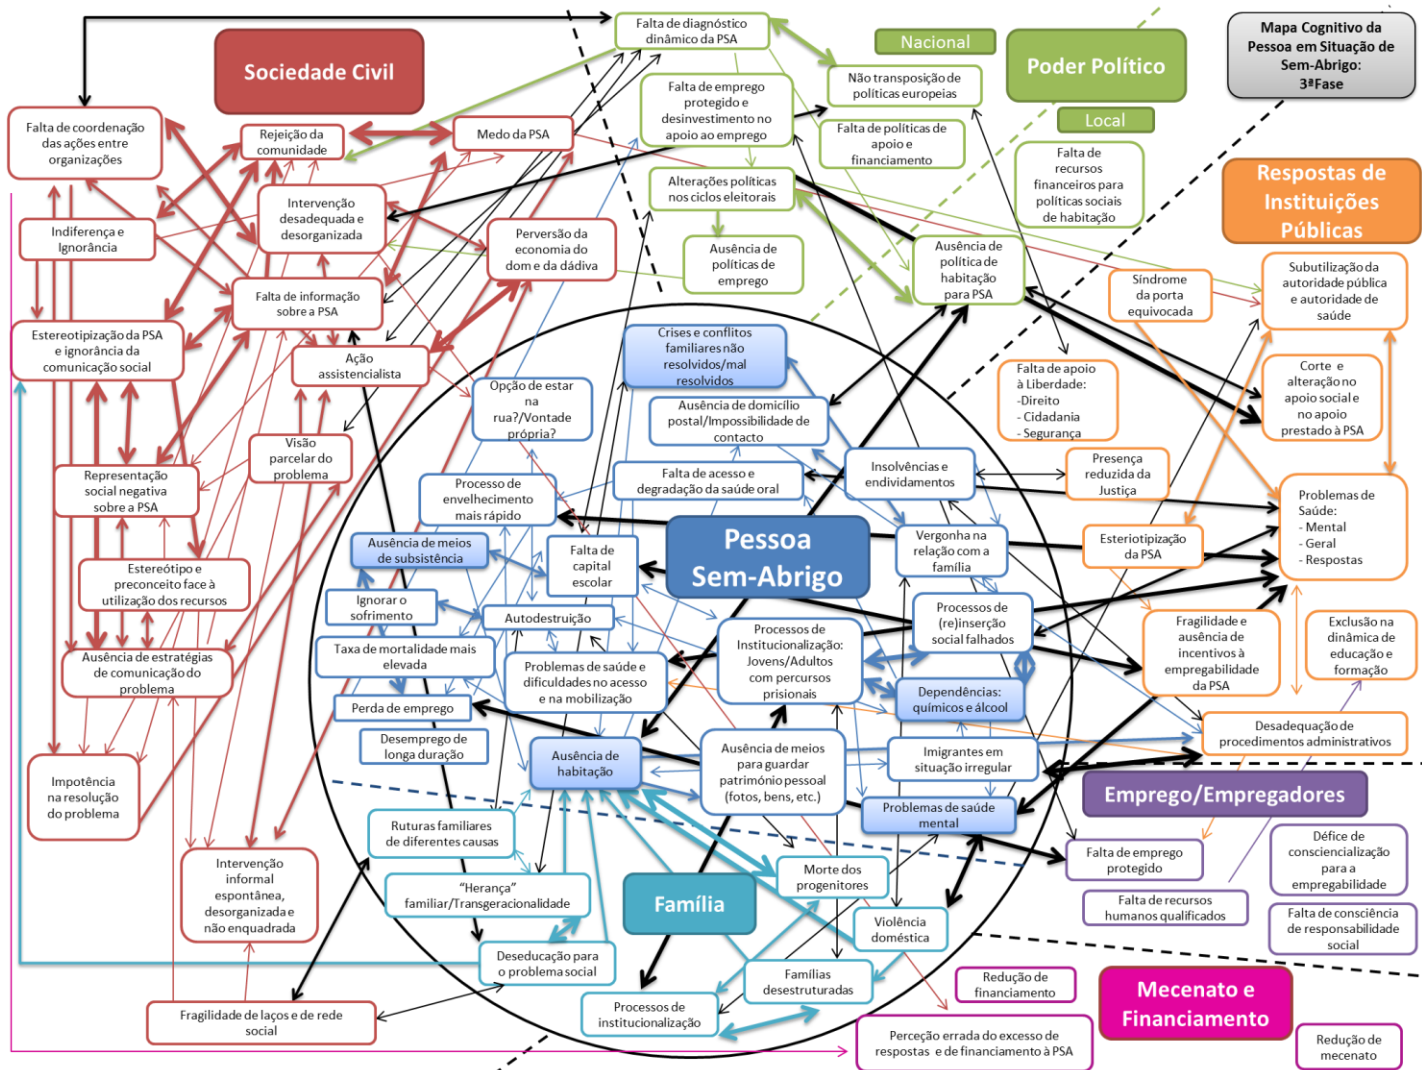 Mapa Cognitivo da
Pessoa em Situação de
Sem-Abrigo:
3ªFase
Sociedade Civil
Falta de coordenação
das ações entre
organizações
Rejeição da
comunidade
Medo da PSA
Intervenção
desadequada e
desorganizada
Indiferença e
Ignorância
Perversão da
economia do
dom e da dádiva
Falta de informação
sobre a PSA
Estereotipização da PSA
e ignorância da
comunicação social
Ação
assistencialista
Visão
parcelar do
problema
Representação
social negativa
sobre a PSA
Estereótipo e
preconceito face à
utilização dos recursos
Ausência de estratégias
de comunicação do
problema
Impotência
na resolução
do problema
Intervenção
informal
espontânea,
desorganizada e
não enquadrada
Fragilidade de laços e de rede
social
Poder Político
Nacional
Local
Falta de diagnóstico
dinâmico da PSA
Não transposição de
políticas europeias
Falta de emprego
protegido e
desinvestimento no
apoio ao emprego
Falta de políticas de
apoio e
financiamento
Falta de
recursos
financeiros para
políticas sociais
de habitação
Alterações políticas
nos ciclos eleitorais
Ausência de
políticas de
emprego
Ausência de
política de
habitação
para PSA
Respostas de
Instituições
Públicas
Síndrome
da porta
equivocada
Subutilização da
autoridade pública
e autoridade de
saúde
Falta de apoio
à Liberdade:
-Direito
- Cidadania
- Segurança
Corte e
alteração no
apoio social e
no apoio
prestado à PSA
Presença
reduzida da
Justiça
Problemas de
Saúde:
- Mental
- Geral
- Respostas
Esteriotipização
da PSA
Fragilidade e
ausência de
incentivos à
empregabilidade
da PSA
Exclusão na
dinâmica de
educação e
formação
Desadequação de
procedimentos administrativos
Pessoa
Sem-Abrigo
Crises e conflitos
familiares não
resolvidos/mal
resolvidos
Opção de estar
na
rua?/Vontade
própria?
Ausência de domicílio
postal/Impossibilidade de
contacto
Falta de acesso e
degradação da saúde oral
Insolvências e
endividamentos
Processo de
envelhecimento
mais rápido
Ausência de meios
de subsistência
Falta de
capital
escolar
Vergonha na
relação com a
família
Ignorar o
sofrimento
Autodestruição
Processos de
(re)inserção
social falhados
Taxa de mortalidade mais
elevada
Problemas de saúde e
dificuldades no acesso
e na mobilização
Processos de
Institucionalização:
Jovens/Adultos
com percursos
prisionais
Dependências:
químicos e álcool
Perda de emprego
Desemprego de
longa duração
Ausência de
habitação
Ausência de meios
para guardar
património pessoal
(fotos, bens, etc.)
Imigrantes em
situação irregular
Problemas de saúde
mental
Família
Ruturas familiares
de diferentes causas
“Herança”
familiar/Transgeracionalidade
Deseducação para
o problema social
Processos de
institucionalização
Famílias
desestruturadas
Morte dos
progenitores
Violência
doméstica
Emprego/Empregadores
Falta de emprego
protegido
Falta de recursos
humanos qualificados
Défice de
consciencialização
para a
empregabilidade
Falta de consciência
de responsabilidade
social
Mecenato e
Financiamento
Redução de
financiamento
Perceção errada do excesso de
respostas e de financiamento à PSA
Redução de
mecenato